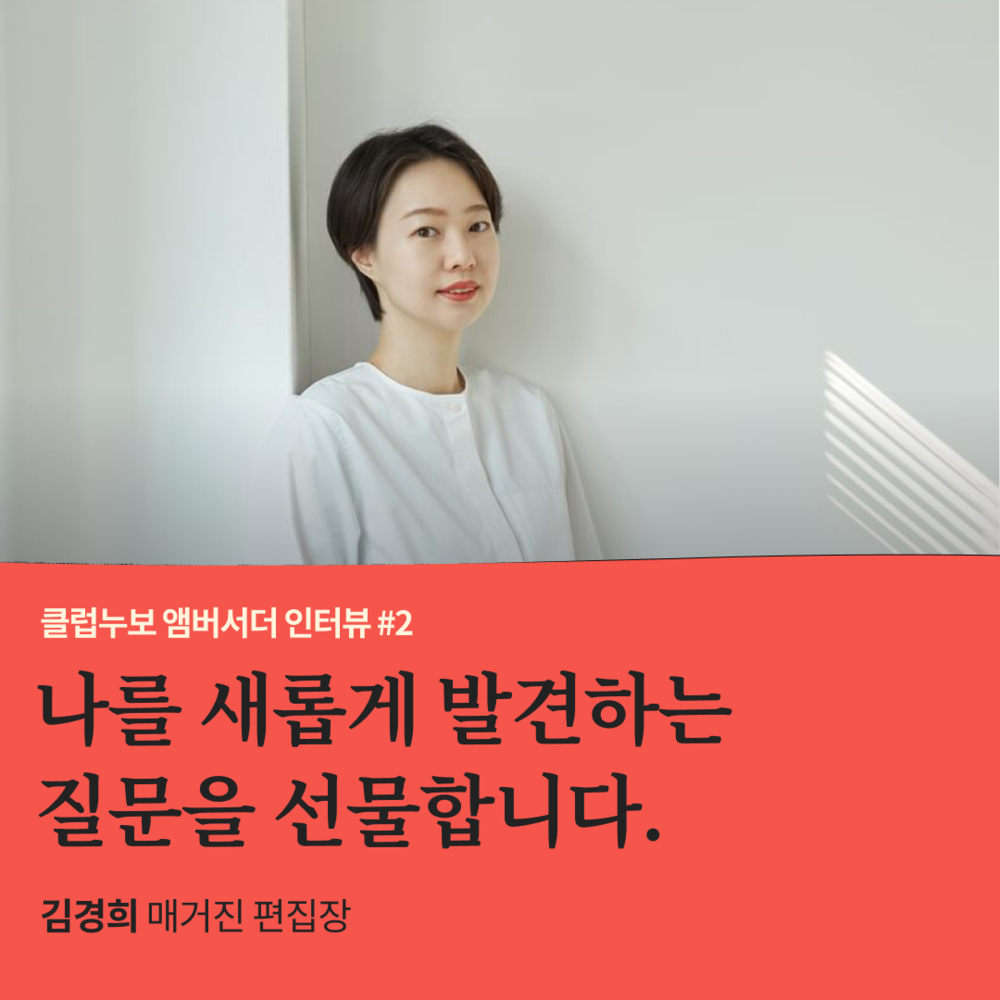 클럽누보 앰버서더 인터뷰 #2
나를 새롭게 발견하는
질문을 선물합니다.
김경희 매거진 편집장